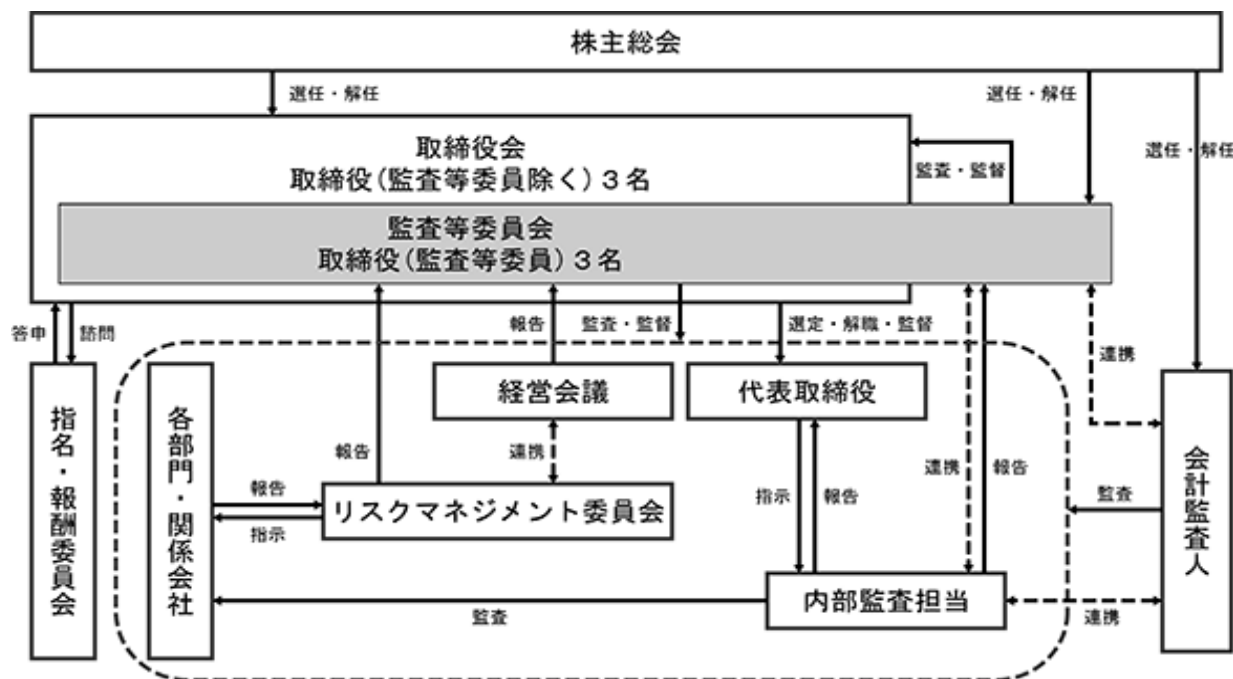 株主総会
選任・解任
選任・解任
選任・解任
取締役会
取締役(監査等委員除く)3名
監査・監督
監査等委員会
取締役(監査等委員)3名
答申
諮問
報告
監査・監督
選定・解職・監督
連携
指名・報酬委員会
各部門・関係会社
経営会議
代表取締役
会計監査人
報告
連携
連携
報告
報告
指示
リスクマネジメント委員会
指示
報告
監査
内部監査担当
監査
連携